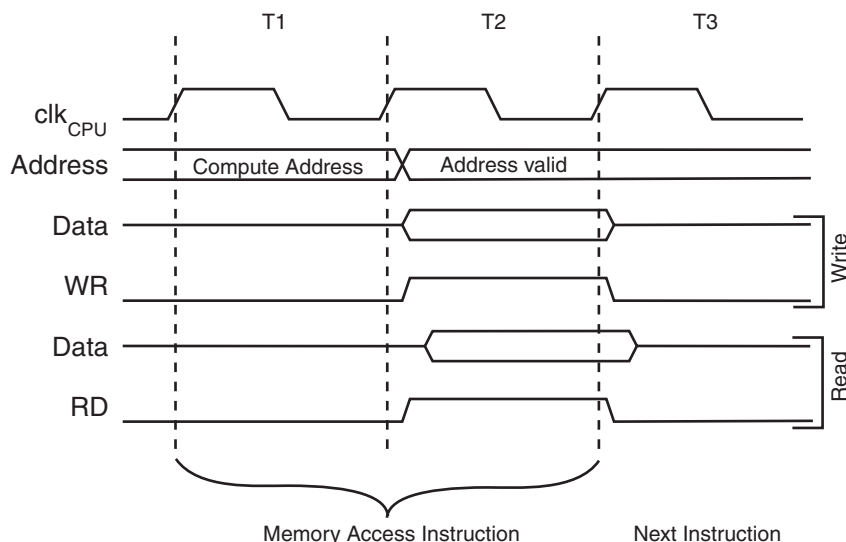 T1 T2 T3
clkCPU
Address Compute Address Address valid
Data
WR
Write
Data
RD
Read
Memory Access Instruction Next Instruction